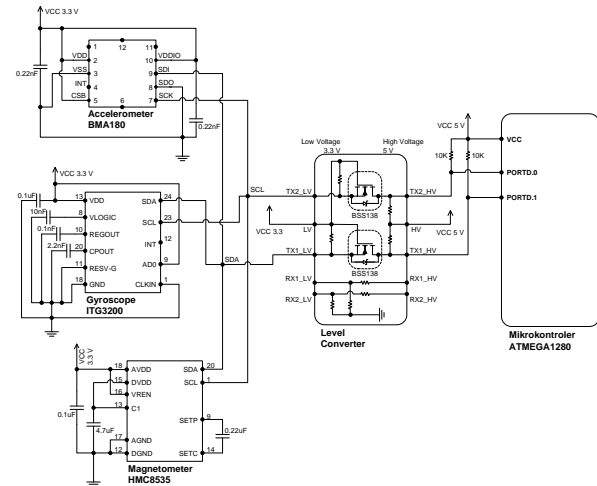 VCC 3.3 V
0.22nF
1
12
11
VDD
2
10
VDDIO
VSS
3
9
SDI
INT
4
8
SDO
CSB
5
6
7
SCK
Accelerometer
BMA180
0.22nF
VCC 3.3 V
0.1uF
13
VDD
SDA
24
10nF
8
VLOGIC
SCL
23
0.1nF
10
REGOUT
INT
12
2.2nF
20
CPOUT
11
RESV-G
AD0
9
18
GND
CLKIN
1
Gyroscope
ITG3200
SCL
SDA
VCC
3.3 V
18
AVDD
SDA
20
15
DVDD
SCL
1
16
VREN
13
C1
0.1uF
4.7uF
SETP
9
0.22uF
17
AGND
12
DGND
SETC
14
Magnetometer
HMC8535
Low Voltage
3.3 V
High Voltage
5 V
TX2_LV
TX2_HV
BSS138
VCC 3.3
LV
HV
VCC 5 V
TX1_LV
TX1_HV
BSS138
RX1_LV
RX1_HV
RX2_LV
RX2_HV
Level
Converter
VCC 5 V
10K
10K
VCC
PORTD.0
PORTD.1
Mikrokontroler
ATMEGA1280